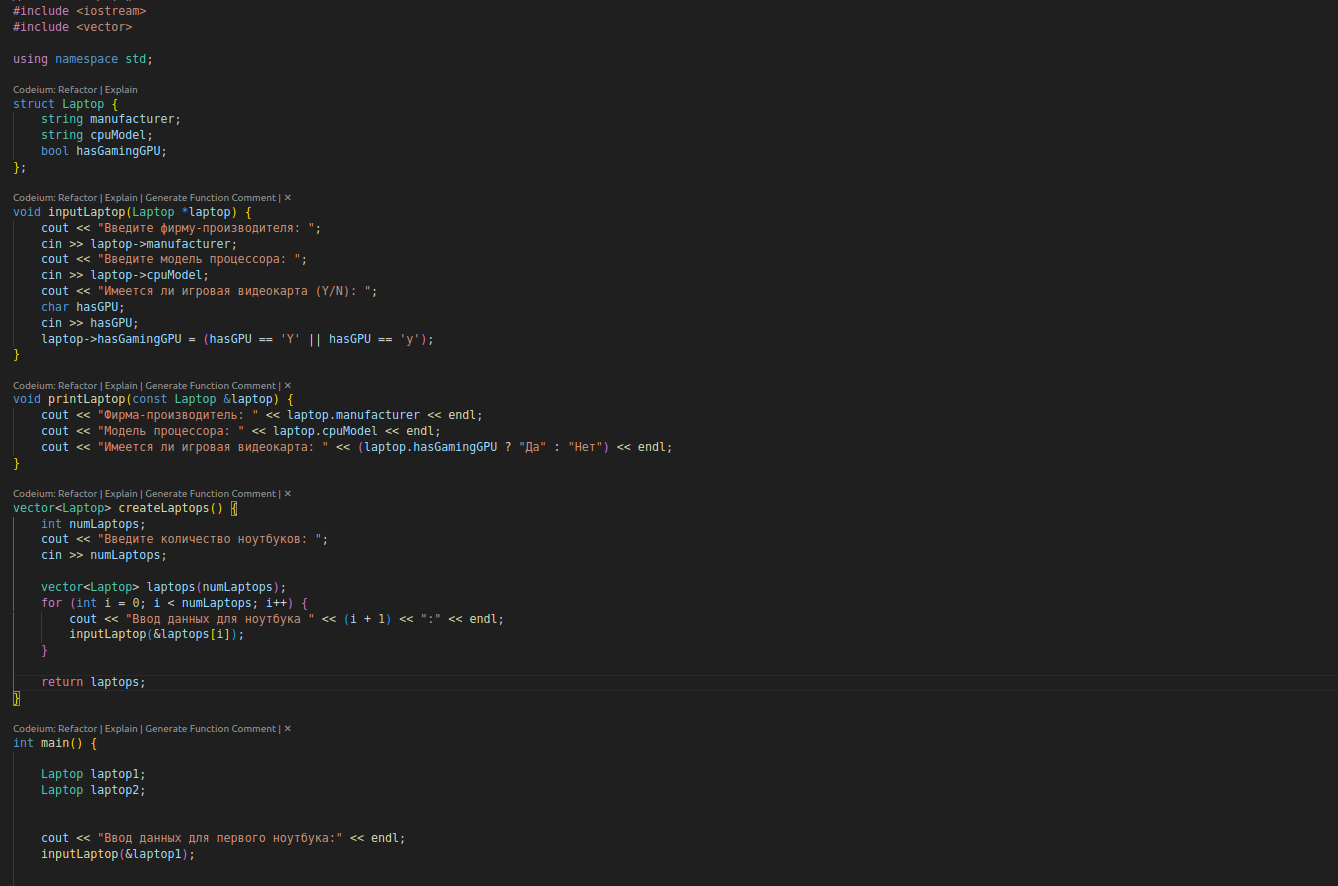 #include <iostream>
#include <vector>
using namespace std;
Codeium: Refactor | Explain
struct Laptop {
string manufacturer;
string cpuModel;
bool hasGamingGPU;
};
Codeium: Refactor | Explain | Generate Function Comment | ✕
void inputLaptop(Laptop *laptop) {
cout << "Введите фирму-производителя: ";
cin >> laptop->manufacturer;
cout << "Введите модель процессора: ";
cin >> laptop->cpuModel;
cout << "Имеется ли игровая видеокарта (Y/N): ";
char hasGPU;
cin >> hasGPU;
laptop->hasGamingGPU = (hasGPU == 'Y' || hasGPU == 'y');
}
Codeium: Refactor | Explain | Generate Function Comment | ✕
void printLaptop(const Laptop &laptop) {
cout << "Фирма-производитель: " << laptop.manufacturer << endl;
cout << "Модель процессора: " << laptop.cpuModel << endl;
cout << "Имеется ли игровая видеокарта: " << (laptop.hasGamingGPU ? "Да" : "Нет") << endl;
}
Codeium: Refactor | Explain | Generate Function Comment | ✕
vector<Laptop> createLaptops() {
int numLaptops;
cout << "Введите количество ноутбуков: ";
cin >> numLaptops;
vector<Laptop> laptops(numLaptops);
for (int i = 0; i < numLaptops; i++) {
cout << "Ввод данных для ноутбука " << (i + 1) << ":" << endl;
inputLaptop(&laptops[i]);
}
return laptops;
}
Codeium: Refactor | Explain | Generate Function Comment | ✕
int main() {
Laptop laptop1;
Laptop laptop2;
cout << "Ввод данных для первого ноутбука:" << endl;
inputLaptop(&laptop1);